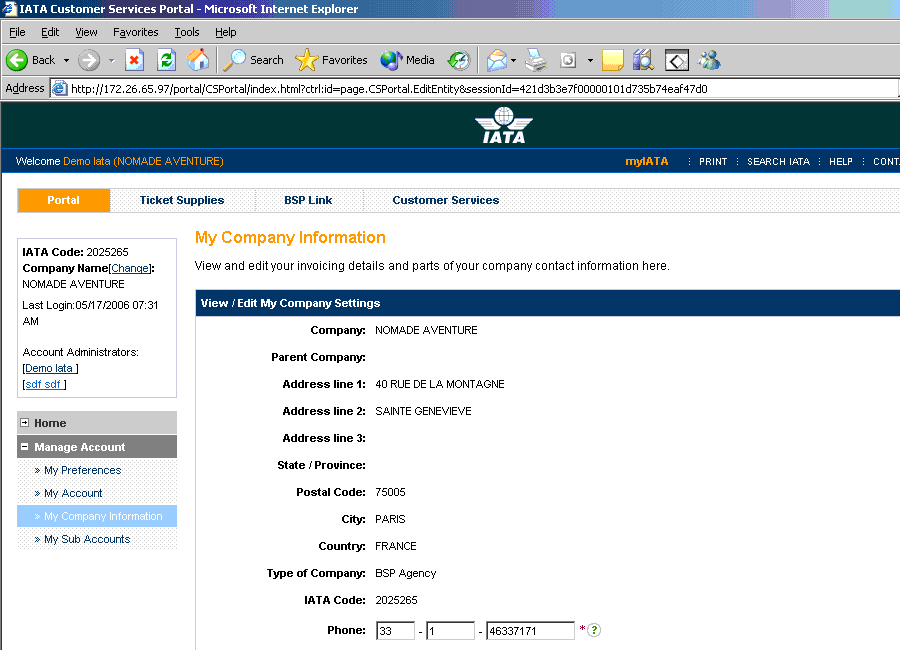 IATA Customer Services Portal - Microsoft Internet Explorer
File Edit View Favorites Tools Help
Back Search Favorites Media
Address http://172.26.65.97/portal/CSPortal/index.html?ctrl:id=page.CSPortal.EditEntity&sessionId=421d3b3e7f00000101d735b74eaf47d0
IATA
Welcome Demo Iata (NOMADE AVENTURE) myIATA : PRINT : SEARCH IATA : HELP : CONT
Portal Ticket Supplies BSP Link Customer Services
IATA Code: 2025265
Company Name[Change]:
NOMADE AVENTURE
Last Login:05/17/2006 07:31
AM
Account Administrators:
[Demo Iata ]
[sdf sdf ]
Home
Manage Account
» My Preferences
» My Account
» My Company Information
» My Sub Accounts
My Company Information
View and edit your invoicing details and parts of your company contact information here.
View / Edit My Company Settings
Company: NOMADE AVENTURE
Parent Company:
Address line 1: 40 RUE DE LA MONTAGNE
Address line 2: SAINTE GENEVIEVE
Address line 3:
State / Province:
Postal Code: 75005
City: PARIS
Country: FRANCE
Type of Company: BSP Agency
IATA Code: 2025265
Phone: 33 - 1 - 46337171 * ?